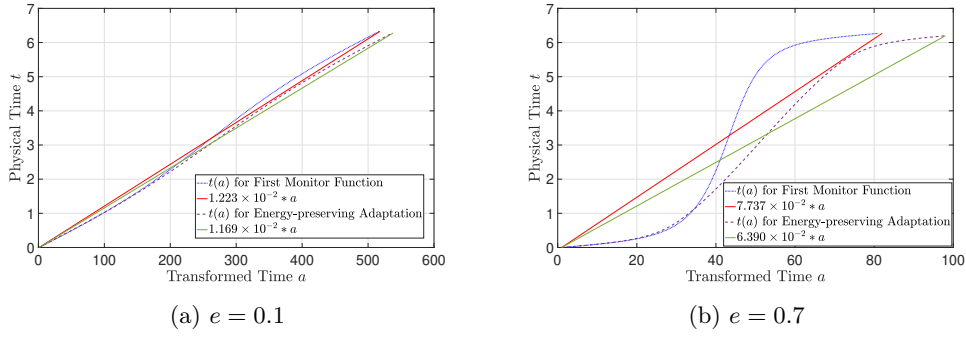 7
6
5
4
3
2
1
0
Physical Time t
0 100 200 300 400 500 600
Transformed Time a
t(a) for First Monitor Function
1.223 × 10⁻² ∗ a
t(a) for Energy-preserving Adaptation
1.169 × 10⁻² ∗ a
(a) e = 0.1
7
6
5
4
3
2
1
0
Physical Time t
0 20 40 60 80 100
Transformed Time a
t(a) for First Monitor Function
7.737 × 10⁻² ∗ a
t(a) for Energy-preserving Adaptation
6.390 × 10⁻² ∗ a
(b) e = 0.7